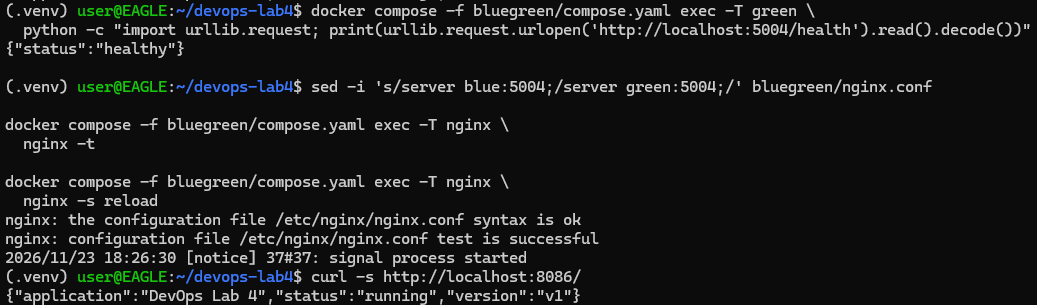 (.venv) user@EAGLE:~/devops-lab4$ docker compose -f bluegreen/compose.yaml exec -T green \
  python -c "import urllib.request; print(urllib.request.urlopen('http://localhost:5004/health').read().decode())"
{"status":"healthy"}

(.venv) user@EAGLE:~/devops-lab4$ sed -i 's/server blue:5004;/server green:5004;/' bluegreen/nginx.conf

docker compose -f bluegreen/compose.yaml exec -T nginx \
  nginx -t

docker compose -f bluegreen/compose.yaml exec -T nginx \
  nginx -s reload
nginx: the configuration file /etc/nginx/nginx.conf syntax is ok
nginx: configuration file /etc/nginx/nginx.conf test is successful
2026/11/23 18:26:30 [notice] 37#37: signal process started
(.venv) user@EAGLE:~/devops-lab4$ curl -s http://localhost:8086/
{"application":"DevOps Lab 4","status":"running","version":"v1"}